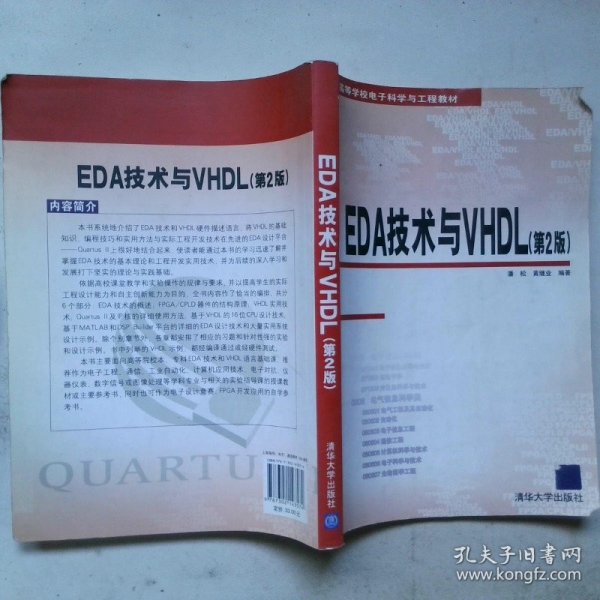 EDA技术与VHDL(第2版)
内容简介
本书系统地介绍了EDA技术和VHDL硬件描述语言,将VHDL的基础
知识、编程技巧和实用方法与实际工程开发技术在先进的EDA设计平台
——Quartus II上很好地结合起来,使读者能通过本书的学习迅速了解并
掌握EDA技术的基本理论和工程开发实用技术,并为后续的深入学习和
发展打下坚实的理论与实践基础。
依据高校课堂教学和实验操作的规律与要求,并以提高学生的实际
工程设计能力和自主创新能力为目的,全书内容作了恰当的编排,共分
6个部分:EDA技术的概述,FPGA/CPLD器件的结构原理,VHDL实用技
术,Quartus II及IP核的详细使用方法,基于VHDL的16位CPU设计技术,
基于MATLAB和DSP Builder平台的详细的EDA设计技术和大量实用系统
设计示例。除个别章节外,各章都安排了相应的习题和针对性强的实验
和设计示例。书中列举的VHDL示例,都经编译通过或经硬件测试。
本书主要面向高等院校本、专科EDA技术和VHDL语言基础课,推
荐作为电子工程、通信、工业自动化、计算机应用技术、电子对抗、仪
器仪表、数字信号或图像处理等学科专业与相关的实验指导课的授课教
材或主要参考书,同时也可作为电子设计竞赛、FPGA开发应用的自学参
考书。
QUARTU
定价:33.00元
EDA技术与VHDL(第2版)
清华大学出版社
高等学校电子科学与工程教材
EDA技术与VHDL(第2版)
潘松 黄继业 编著
清华大学出版社
孔夫子旧书网
www.kongfz.com